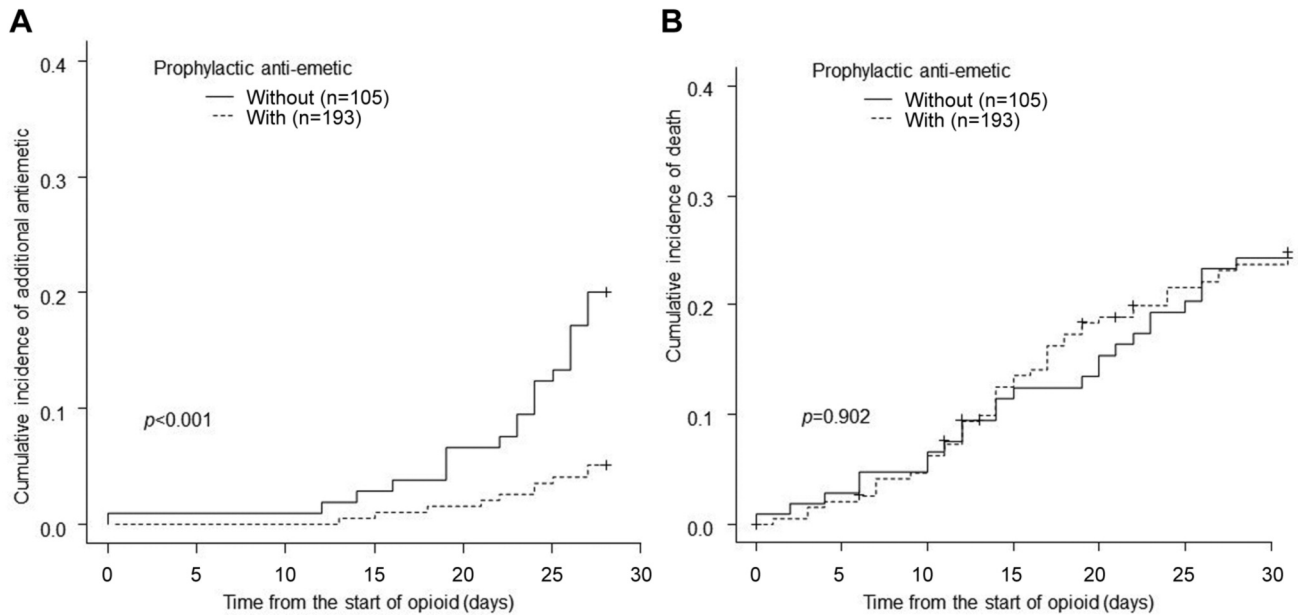 A
Prophylactic anti-emetic
Without (n=105)
With (n=193)
Cumulative incidence of additional antiemetic
0.4
0.3
0.2
0.1
0.0
p<0.001
0 5 10 15 20 25 30
Time from the start of opioid (days)
B
Prophylactic anti-emetic
Without (n=105)
With (n=193)
Cumulative incidence of death
0.4
0.3
0.2
0.1
0.0
p=0.902
0 5 10 15 20 25 30
Time from the start of opioid (days)